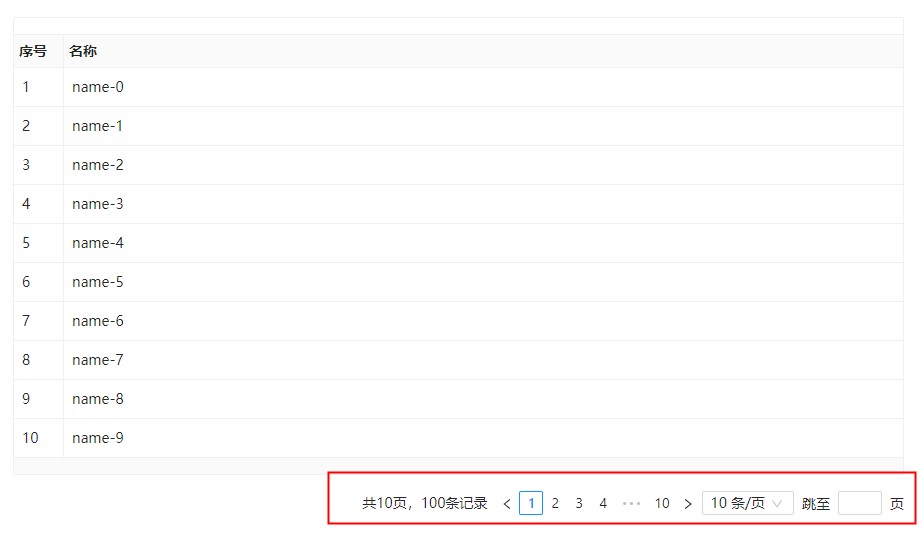 序号 名称
1 name-0
2 name-1
3 name-2
4 name-3
5 name-4
6 name-5
7 name-6
8 name-7
9 name-8
10 name-9
共10页，100条记录 < 1 2 3 4 ••• 10 > 10 条/页 跳至 页